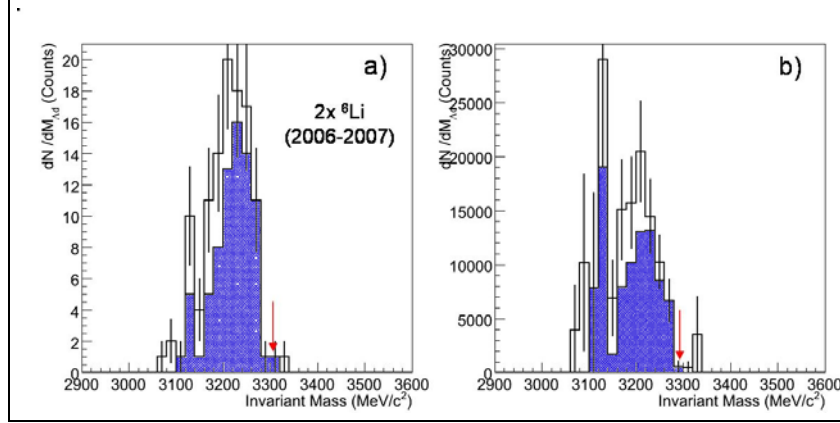 dN /dM_Λd (Counts)
20
18
16
14
12
10
8
6
4
2
0
a)
2x ⁶Li
(2006-2007)
2900 3000 3100 3200 3300 3400 3500 3600
Invariant Mass (MeV/c²)
dN /dM_Λd (Counts)
30000
25000
20000
15000
10000
5000
0
b)
2900 3000 3100 3200 3300 3400 3500 3600
Invariant Mass (MeV/c²)